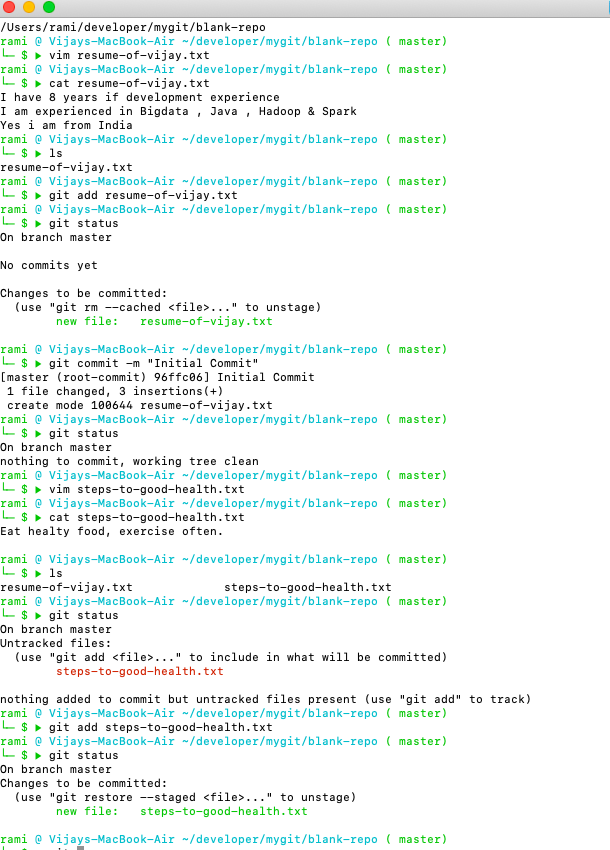 /Users/rami/developer/mygit/blank-repo
rami @ Vijays-MacBook-Air ~/developer/mygit/blank-repo ( master)
└─ $ ▶ vim resume-of-vijay.txt
rami @ Vijays-MacBook-Air ~/developer/mygit/blank-repo ( master)
└─ $ ▶ cat resume-of-vijay.txt
I have 8 years if development experience
I am experienced in Bigdata , Java , Hadoop & Spark
Yes i am from India
rami @ Vijays-MacBook-Air ~/developer/mygit/blank-repo ( master)
└─ $ ▶ ls
resume-of-vijay.txt
rami @ Vijays-MacBook-Air ~/developer/mygit/blank-repo ( master)
└─ $ ▶ git add resume-of-vijay.txt
rami @ Vijays-MacBook-Air ~/developer/mygit/blank-repo ( master)
└─ $ ▶ git status
On branch master

No commits yet

Changes to be committed:
  (use "git rm --cached <file>..." to unstage)
        new file:   resume-of-vijay.txt

rami @ Vijays-MacBook-Air ~/developer/mygit/blank-repo ( master)
└─ $ ▶ git commit -m "Initial Commit"
[master (root-commit) 96ffc06] Initial Commit
 1 file changed, 3 insertions(+)
 create mode 100644 resume-of-vijay.txt
rami @ Vijays-MacBook-Air ~/developer/mygit/blank-repo ( master)
└─ $ ▶ git status
On branch master
nothing to commit, working tree clean
rami @ Vijays-MacBook-Air ~/developer/mygit/blank-repo ( master)
└─ $ ▶ vim steps-to-good-health.txt
rami @ Vijays-MacBook-Air ~/developer/mygit/blank-repo ( master)
└─ $ ▶ cat steps-to-good-health.txt
Eat healty food, exercise often.

rami @ Vijays-MacBook-Air ~/developer/mygit/blank-repo ( master)
└─ $ ▶ ls
resume-of-vijay.txt             steps-to-good-health.txt
rami @ Vijays-MacBook-Air ~/developer/mygit/blank-repo ( master)
└─ $ ▶ git status
On branch master
Untracked files:
  (use "git add <file>..." to include in what will be committed)
        steps-to-good-health.txt

nothing added to commit but untracked files present (use "git add" to track)
rami @ Vijays-MacBook-Air ~/developer/mygit/blank-repo ( master)
└─ $ ▶ git add steps-to-good-health.txt
rami @ Vijays-MacBook-Air ~/developer/mygit/blank-repo ( master)
└─ $ ▶ git status
On branch master
Changes to be committed:
  (use "git restore --staged <file>..." to unstage)
        new file:   steps-to-good-health.txt

rami @ Vijays-MacBook-Air ~/developer/mygit/blank-repo ( master)